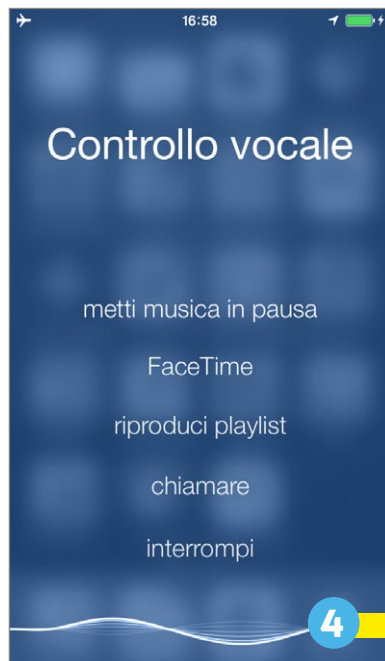 16:58
Controllo vocale
metti musica in pausa
FaceTime
riproduci playlist
chiamare
interrompi
4